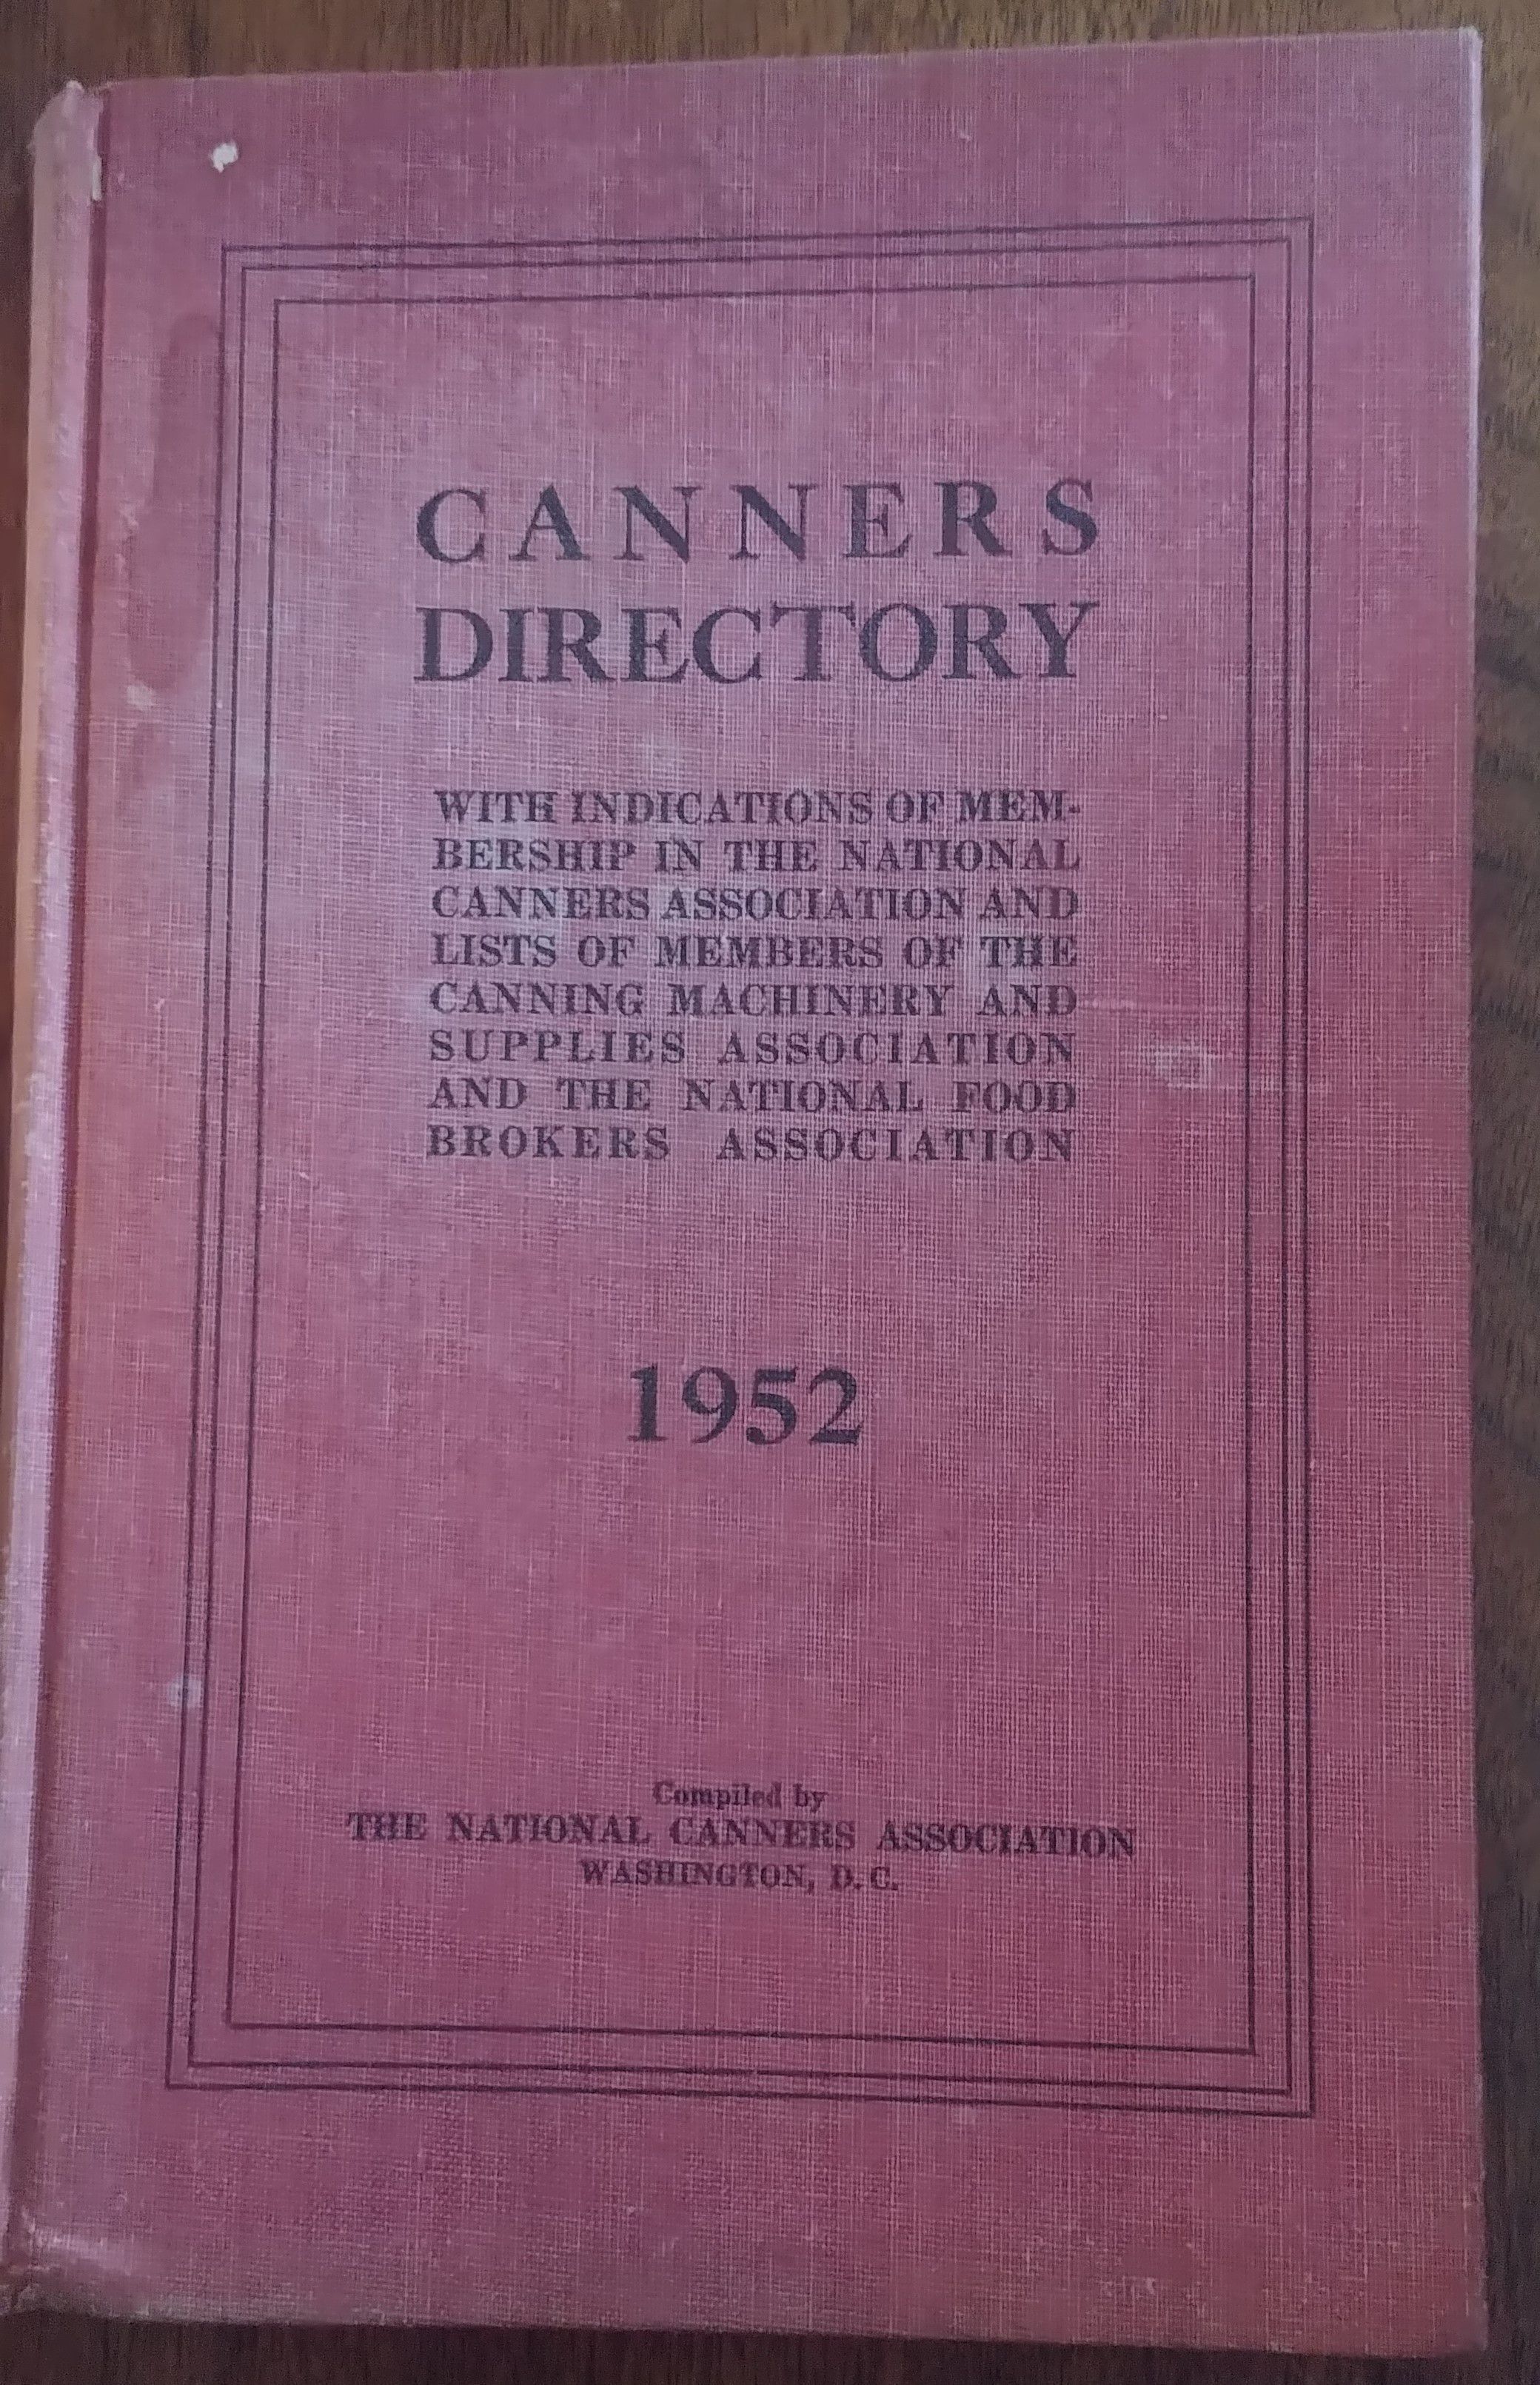 CANNERS
DIRECTORY
WITH INDICATIONS OF MEM-
BERSHIP IN THE NATIONAL
CANNERS ASSOCIATION AND
LISTS OF MEMBERS OF THE
CANNING MACHINERY AND
SUPPLIES ASSOCIATION
AND THE NATIONAL FOOD
BROKERS ASSOCIATION
1952
Compiled by
THE NATIONAL CANNERS ASSOCIATION
WASHINGTON, D. C.